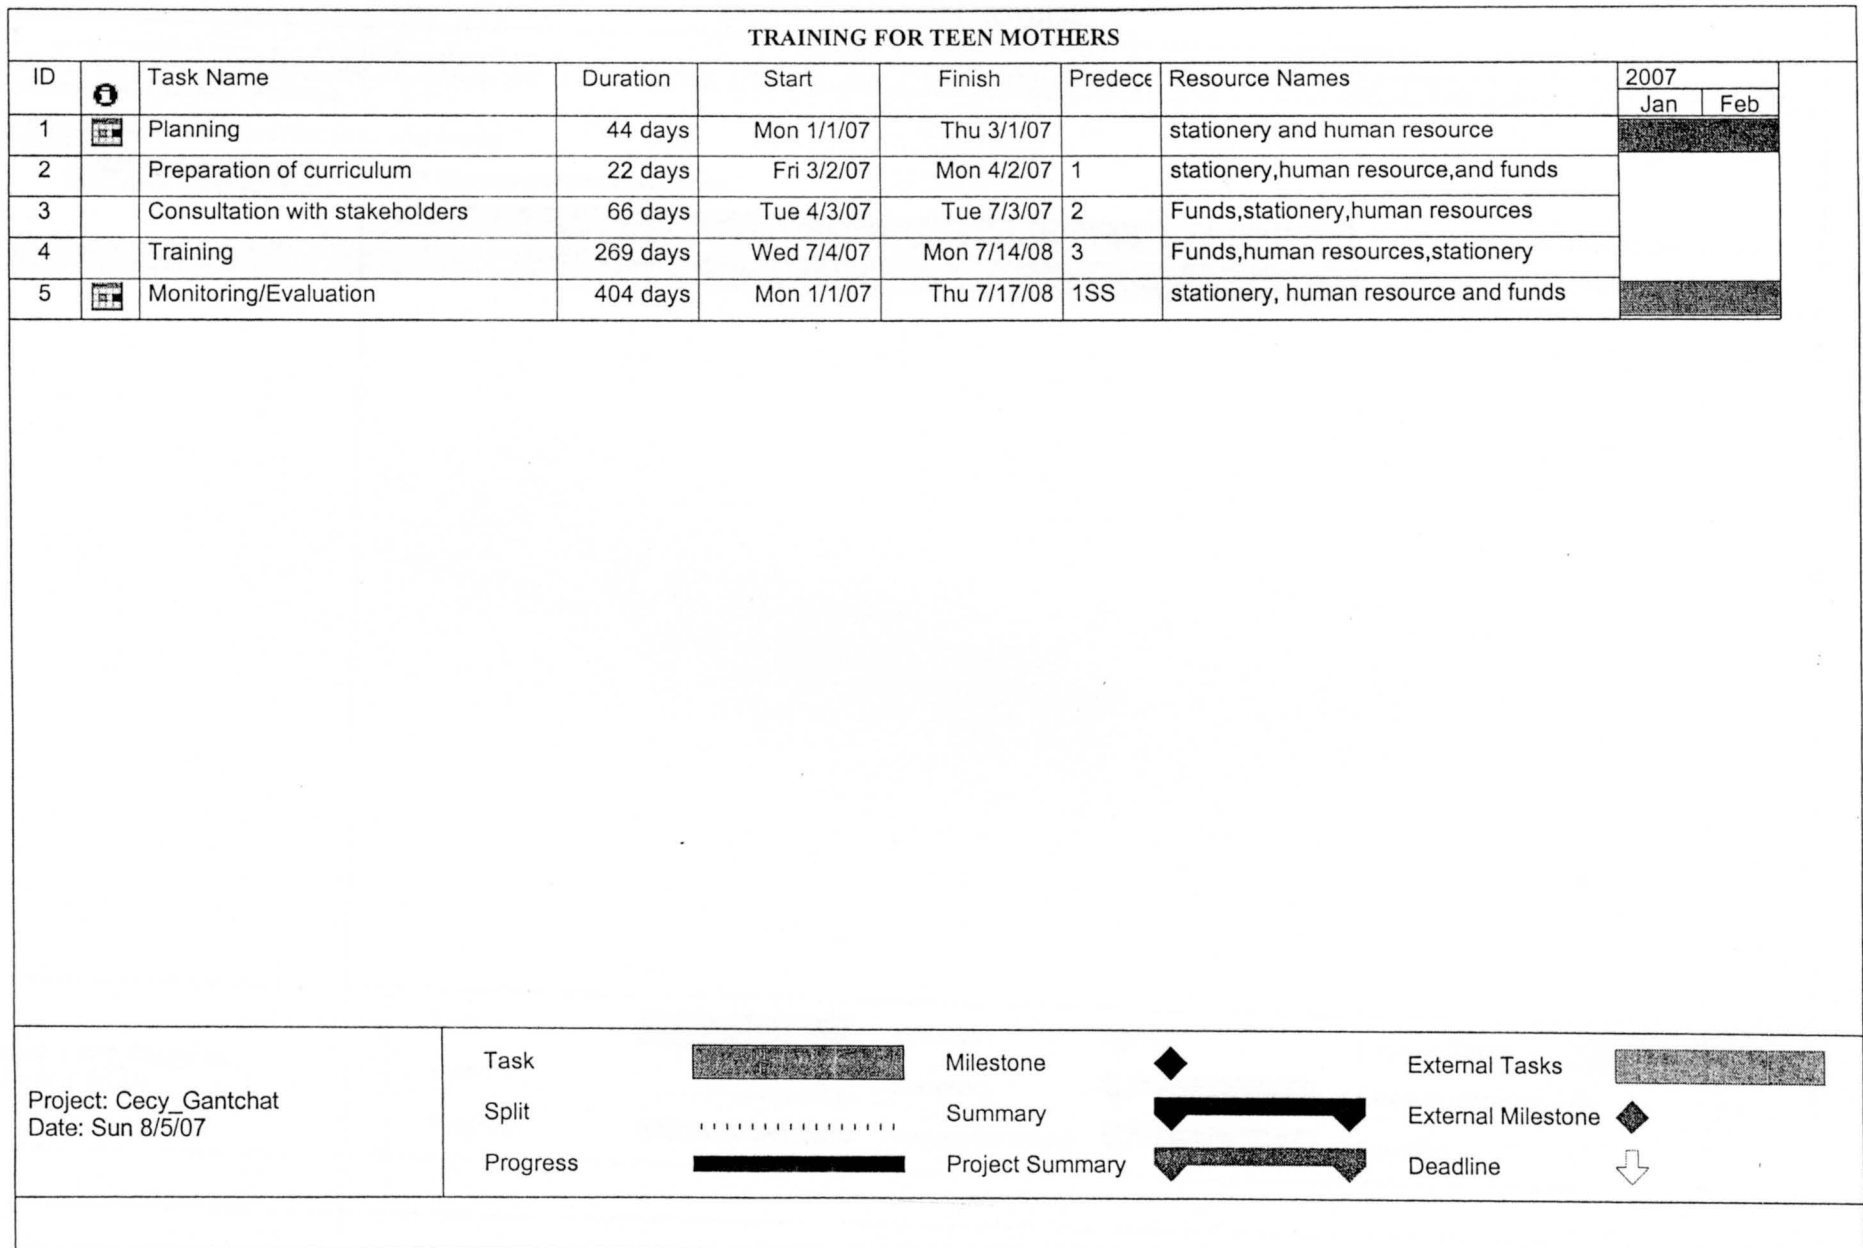 TRAINING FOR TEEN MOTHERS
ID Task Name Duration Start Finish Predece Resource Names 2007
Jan Feb
1 Planning 44 days Mon 1/1/07 Thu 3/1/07 stationery and human resource
2 Preparation of curriculum 22 days Fri 3/2/07 Mon 4/2/07 1 stationery,human resource,and funds
3 Consultation with stakeholders 66 days Tue 4/3/07 Tue 7/3/07 2 Funds,stationery,human resources
4 Training 269 days Wed 7/4/07 Mon 7/14/08 3 Funds,human resources,stationery
5 Monitoring/Evaluation 404 days Mon 1/1/07 Thu 7/17/08 1SS stationery, human resource and funds
Project: Cecy_Gantchat
Date: Sun 8/5/07
Task Milestone External Tasks
Split Summary External Milestone
Progress Project Summary Deadline